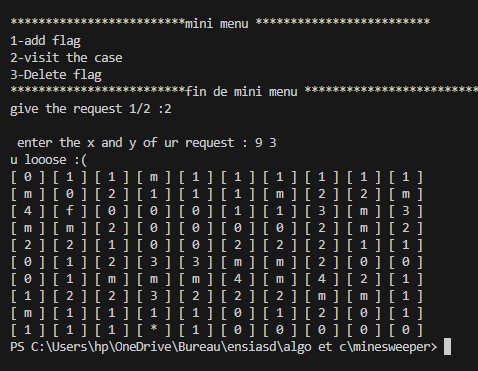 *************************mini menu *************************
1-add flag
2-visit the case
3-Delete flag
*************************fin de mini menu *************************
give the request 1/2 :2
enter the x and y of ur request : 9 3
u looose :(
[ 0 ][ 1 ][ 1 ][ m ][ 1 ][ 1 ][ 1 ][ 1 ][ 1 ][ 1 ]
[ m ][ 0 ][ 2 ][ 1 ][ 1 ][ 1 ][ m ][ 2 ][ 2 ][ m ]
[ 4 ][ f ][ 0 ][ 0 ][ 0 ][ 1 ][ 1 ][ 3 ][ m ][ 3 ]
[ m ][ m ][ 2 ][ 0 ][ 0 ][ 0 ][ 0 ][ 2 ][ m ][ 2 ]
[ 2 ][ 2 ][ 1 ][ 0 ][ 0 ][ 2 ][ 2 ][ 2 ][ 1 ][ 1 ]
[ 0 ][ 1 ][ 2 ][ 3 ][ 3 ][ m ][ m ][ 2 ][ 0 ][ 0 ]
[ 0 ][ 1 ][ m ][ m ][ m ][ 4 ][ m ][ 4 ][ 2 ][ 1 ]
[ 1 ][ 2 ][ 2 ][ 3 ][ 2 ][ 2 ][ 2 ][ m ][ m ][ 1 ]
[ m ][ 1 ][ 1 ][ 1 ][ 1 ][ 0 ][ 1 ][ 2 ][ 0 ][ 1 ]
[ 1 ][ 1 ][ 1 ][ * ][ 1 ][ 0 ][ 0 ][ 0 ][ 0 ][ 0 ]
PS C:\Users\hp\OneDrive\Bureau\ensiasd\algo et c\minesweeper>